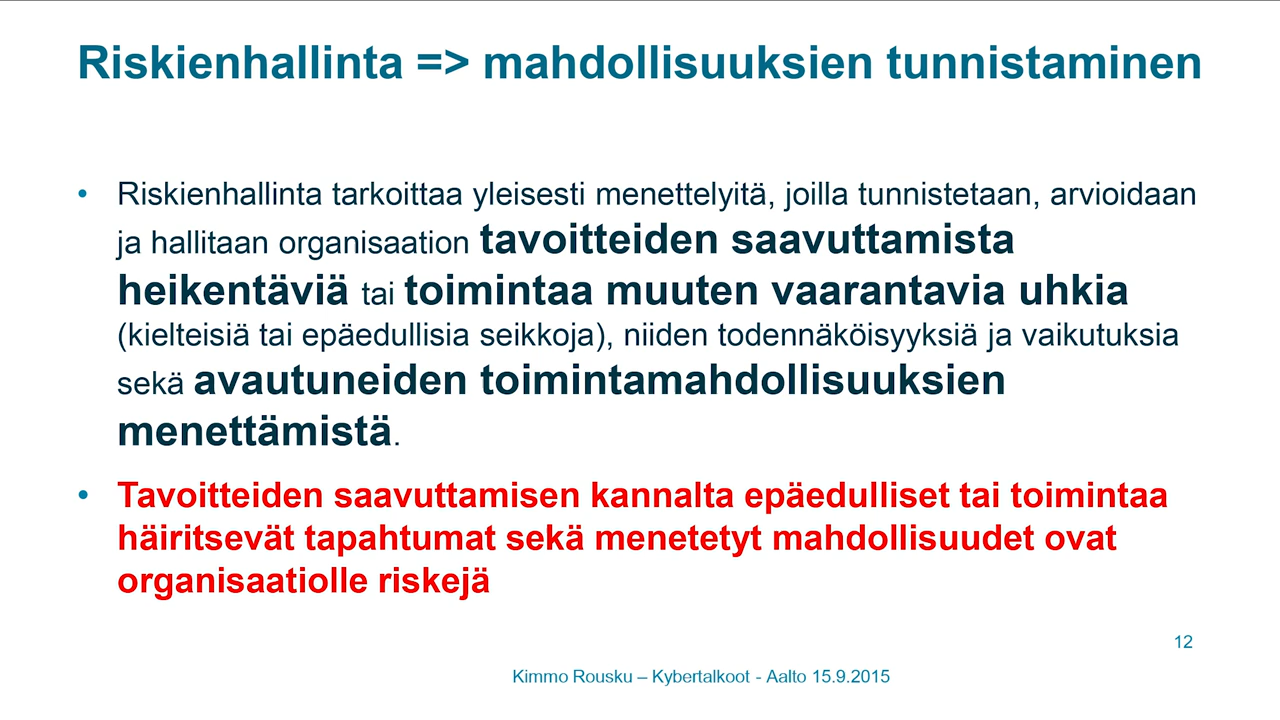 Riskienhallinta => mahdollisuuksien tunnistaminen
• Riskienhallinta tarkoittaa yleisesti menettelyitä, joilla tunnistetaan, arvioidaan
ja hallitaan organisaation tavoitteiden saavuttamista
heikentäviä tai toimintaa muuten vaarantavia uhkia
(kielteisiä tai epäedullisia seikkoja), niiden todennäköisyyksiä ja vaikutuksia
sekä avautuneiden toimintamahdollisuuksien
menettämistä.
• Tavoitteiden saavuttamisen kannalta epäedulliset tai toimintaa
häiritsevät tapahtumat sekä menetetyt mahdollisuudet ovat
organisaatiolle riskejä
12
Kimmo Rousku – Kybertalkoot - Aalto 15.9.2015